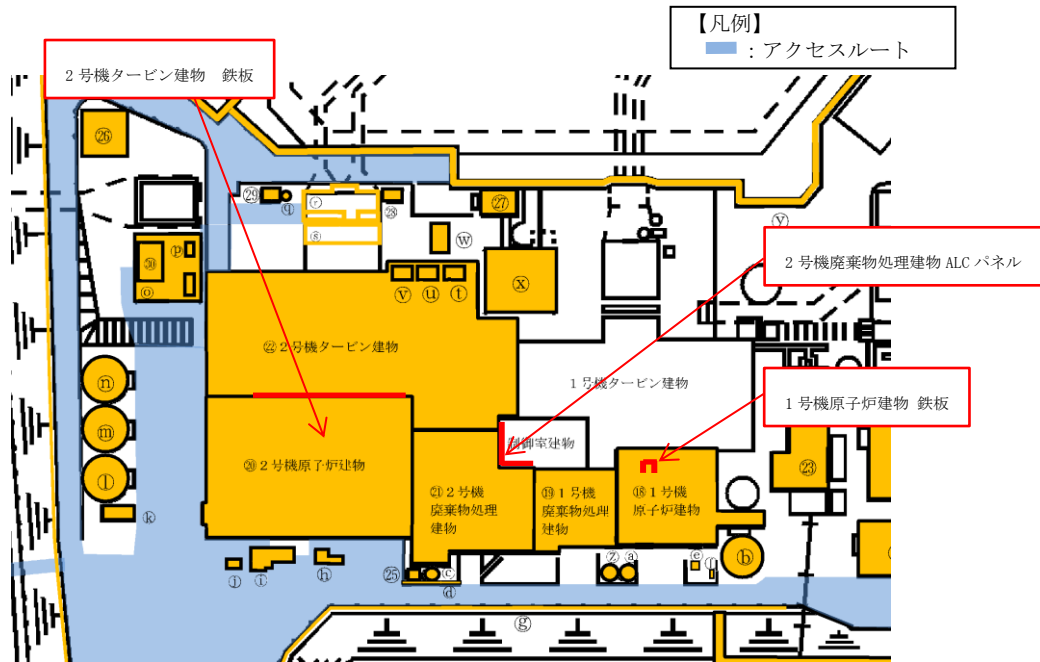 【凡例】
：アクセスルート
2号機タービン建物　鉄板
㉖
㉙
ⓠ
ⓡ
㉘
㉗
ⓨ
ⓢ
ⓦ
ⓟ
㉚
ⓞ
ⓧ
2号機廃棄物処理建物 ALC パネル
ⓥ
ⓤ
ⓣ
㉒2号機タービン建物
ⓝ
1号機タービン建物
1号機原子炉建物 鉄板
ⓜ
制御室建物
⑳2号機原子炉建物
㉓
ⓛ
㉑2号機
廃棄物処理
建物
⑲1号機
廃棄物処理
建物
⑱1号機
原子炉建物
ⓚ
ⓙ
ⓘ
ⓗ
㉕
ⓒ
ⓓ
ⓩ
ⓐ
ⓔ
ⓕ
ⓑ
ⓖ